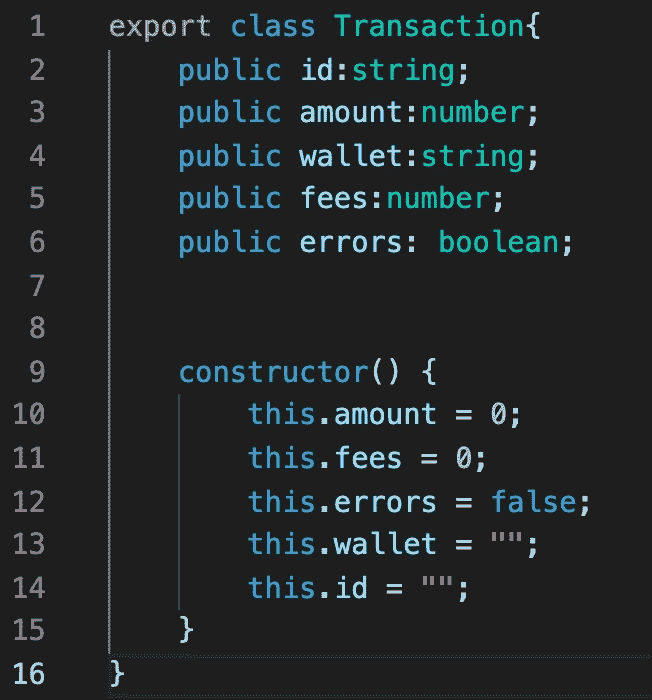 1 export class Transaction{
2 public id:string;
3 public amount:number;
4 public wallet:string;
5 public fees:number;
6 public errors: boolean;
7
8
9 constructor() {
10 this.amount = 0;
11 this.fees = 0;
12 this.errors = false;
13 this.wallet = "";
14 this.id = "";
15 }
16 }